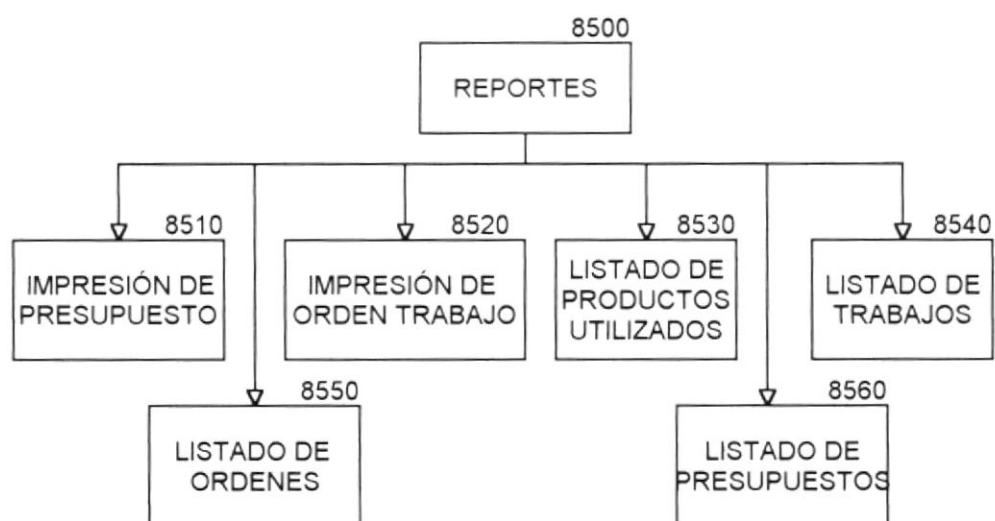 8500
REPORTES
8510
IMPRESIÓN DE
PRESUPUESTO
8520
IMPRESIÓN DE
ORDEN TRABAJO
8530
LISTADO DE
PRODUCTOS
UTILIZADOS
8540
LISTADO DE
TRABAJOS
8550
LISTADO DE
ORDENES
8560
LISTADO DE
PRESUPUESTOS